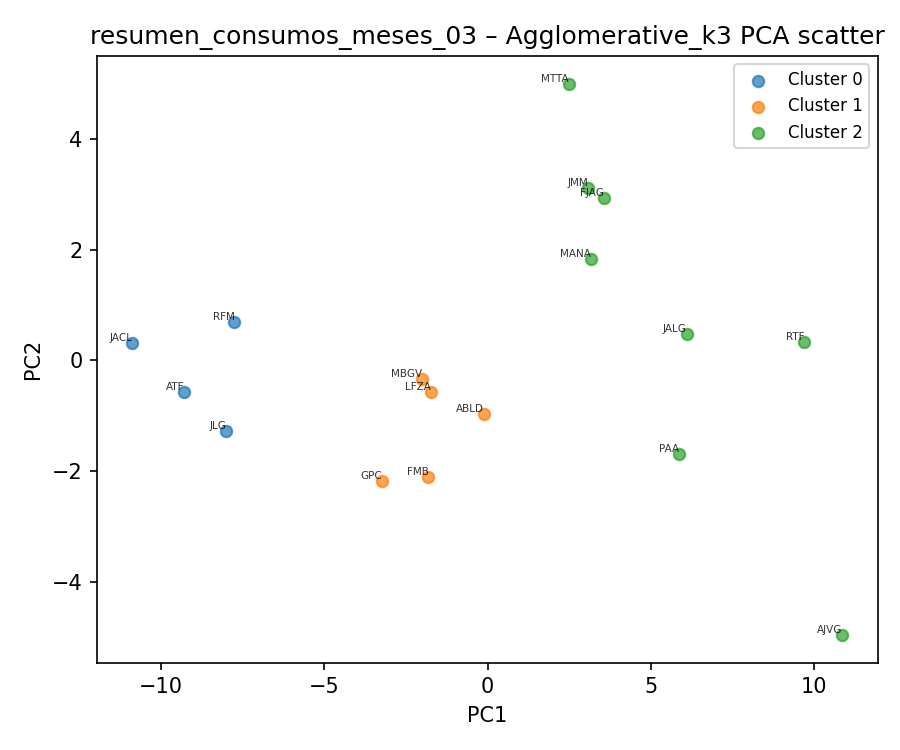 resumen_consumos_meses_03 – Agglomerative_k3 PCA scatter
Cluster 0
Cluster 1
Cluster 2
MTTA
JMM
FJAG
MANA
JALG
RTF
PAA
AJVG
RFM
JACL
ATF
JLG
MBGV
LFZA
ABLD
GPC
FMB
4
2
0
−2
−4
PC2
−10
−5
0
5
10
PC1